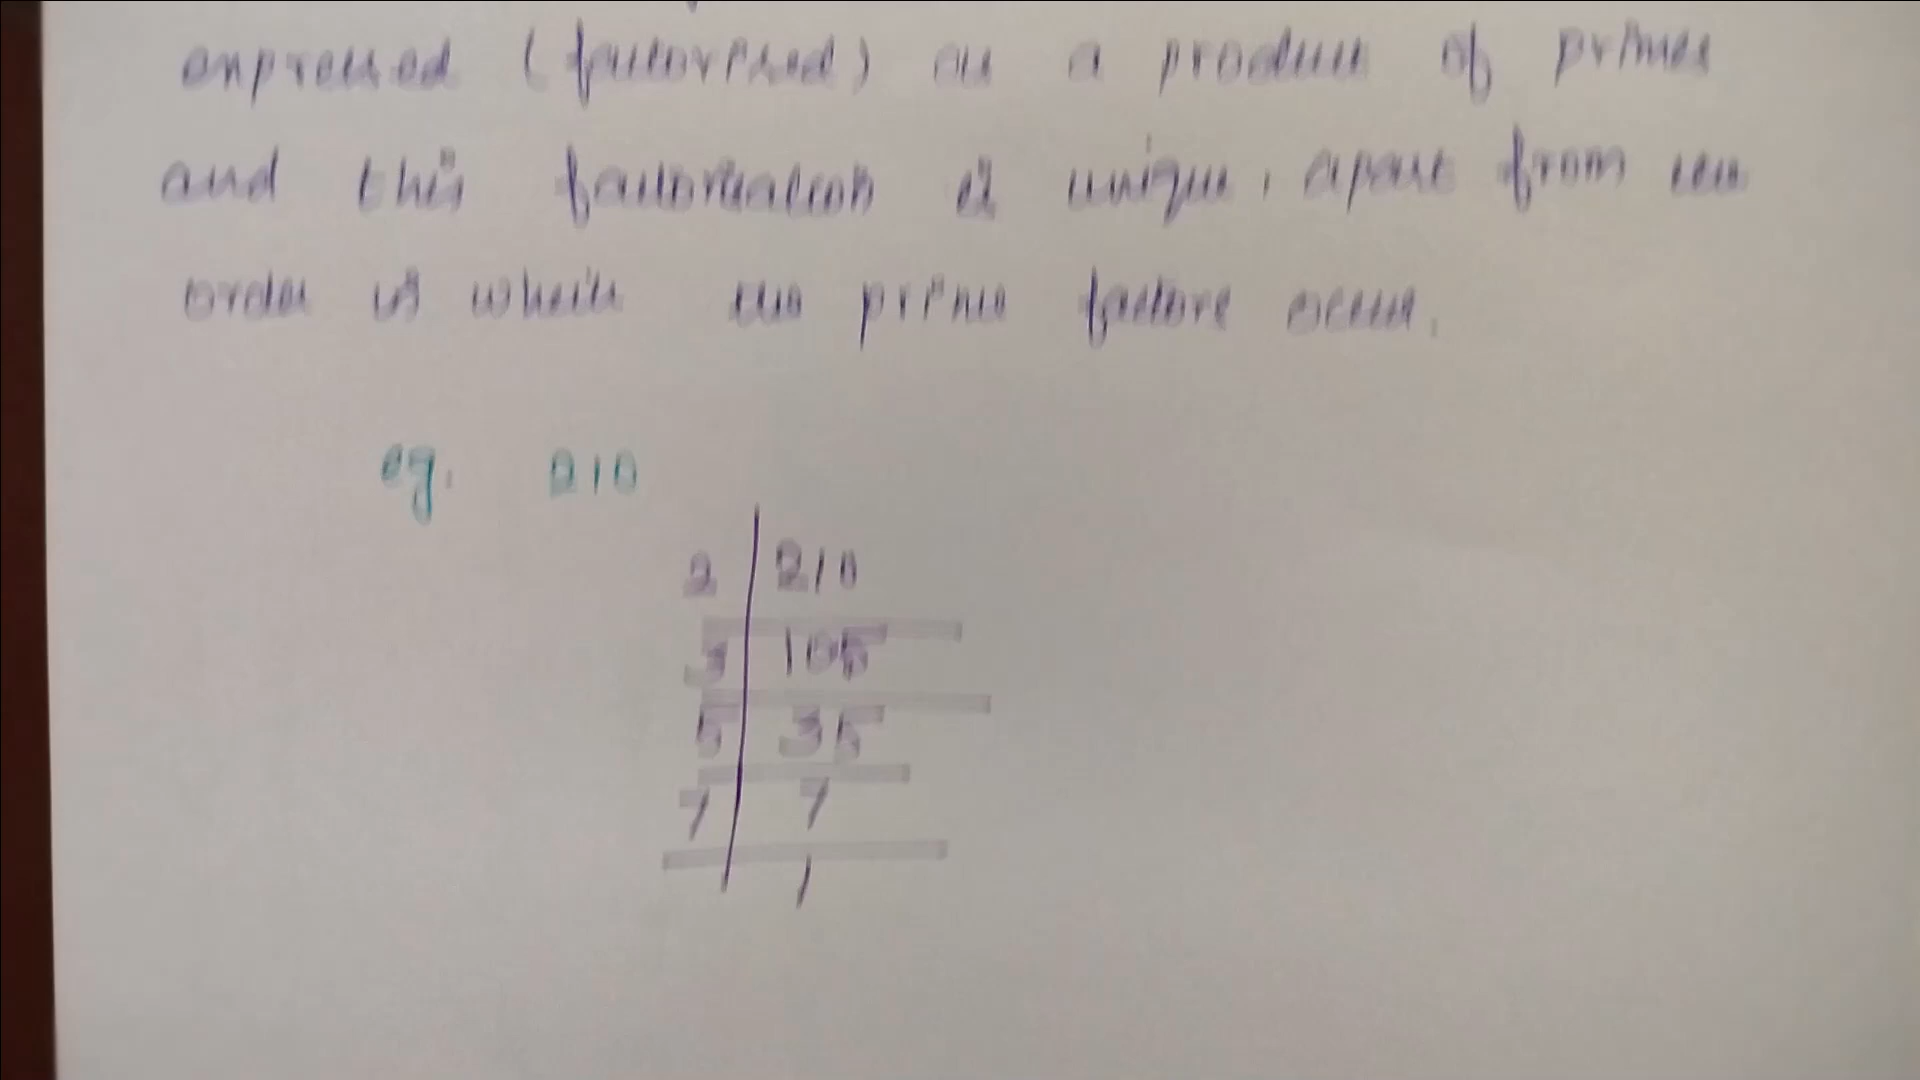 expressed (factorised) as a product of primes
and this factorisation is unique, apart from the
order in which the prime factors occur.
eg. 210
2 | 210
3 | 105
5 | 35
7 | 7
1